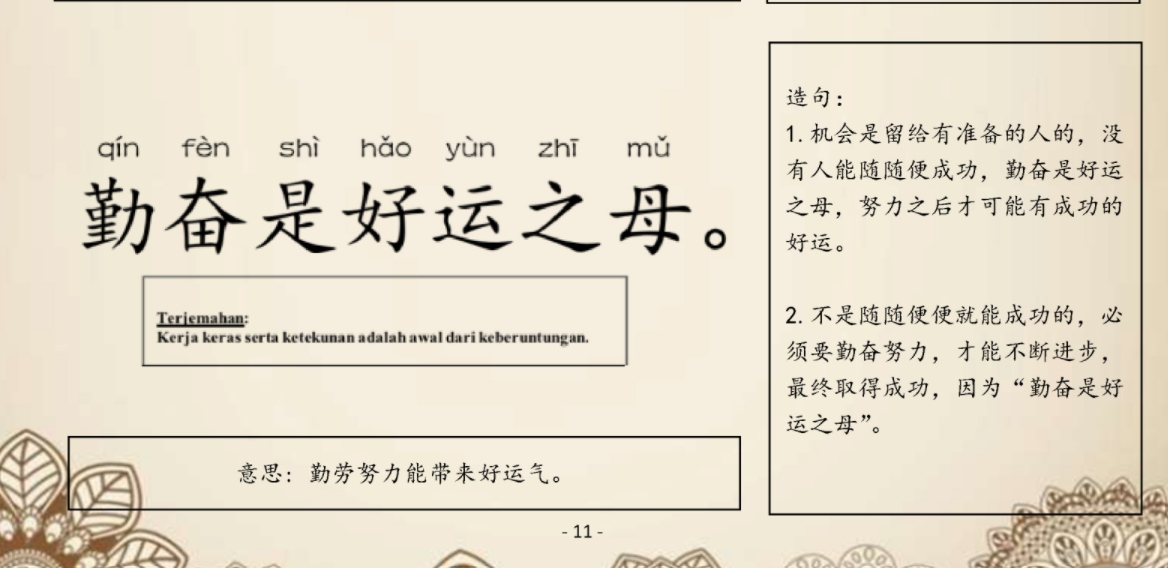 qín fèn shì hǎo yùn zhī mǔ
勤奋是好运之母。
Terjemahan:
Kerja keras serta ketekunan adalah awal dari keberuntungan.
意思：勤劳努力能带来好运气。
造句：
1. 机会是留给有准备的人的，没
有人能随随便成功，勤奋是好运
之母，努力之后才可能有成功的
好运。
2. 不是随随便便就能成功的，必
须要勤奋努力，才能不断进步，
最终取得成功，因为“勤奋是好
运之母”。
- 11 -